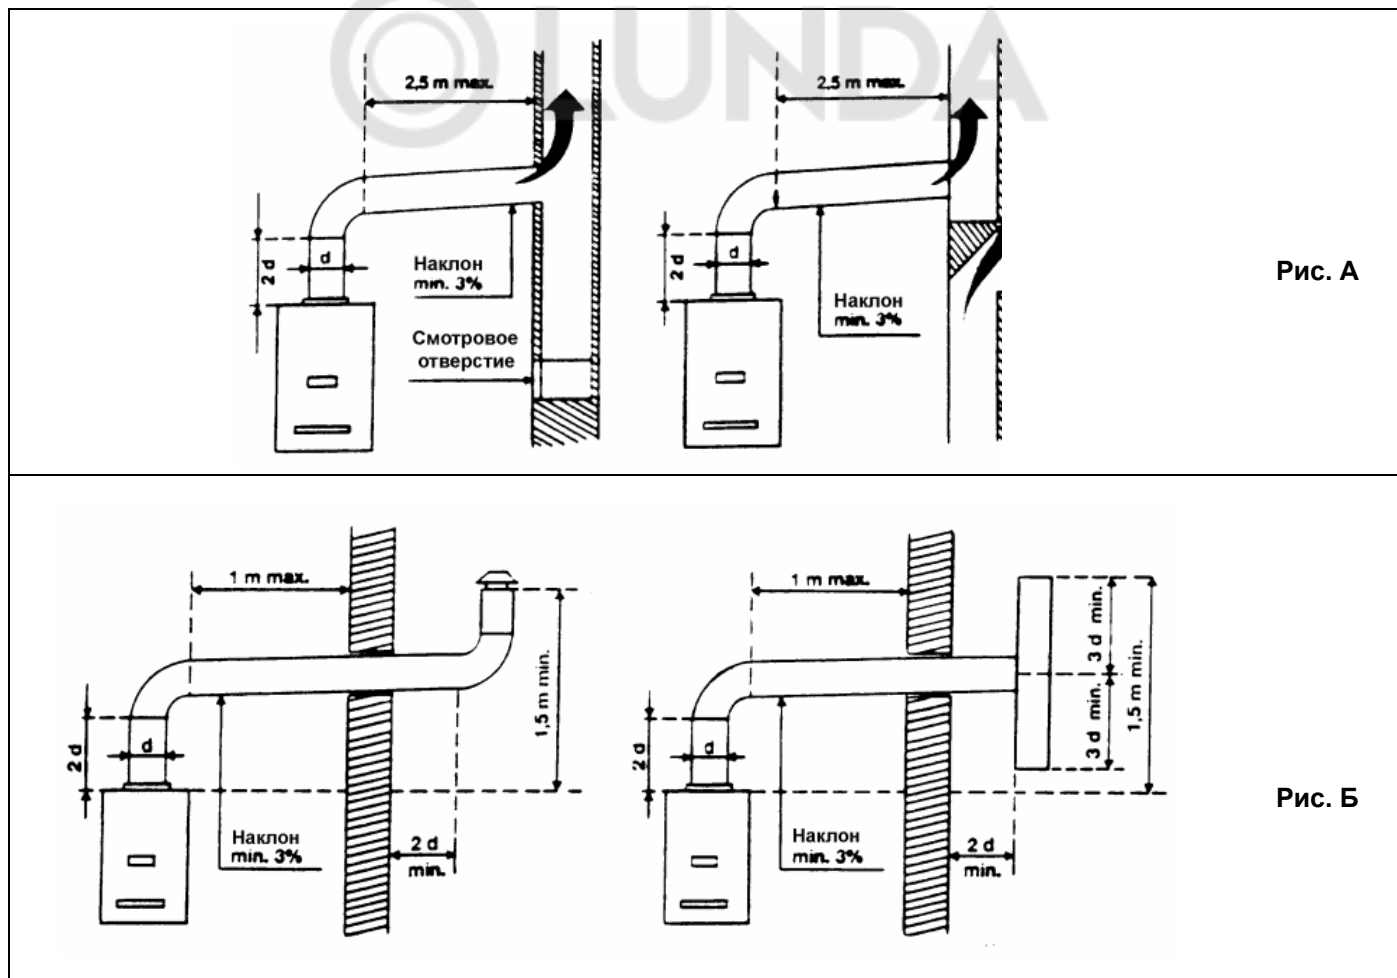 LUNDA
2,5 m max.
2 d
d
Наклон
min. 3%
Смотровое
отверстие
2,5 m max.
2 d
d
Наклон
min. 3%
Рис. А
1 m max.
2 d
d
1,5 m min.
Наклон
min. 3%
2 d
min.
1 m max.
2 d
d
3 d min.
3 d min.
1,5 m min.
Наклон
min. 3%
2 d
min.
Рис. Б